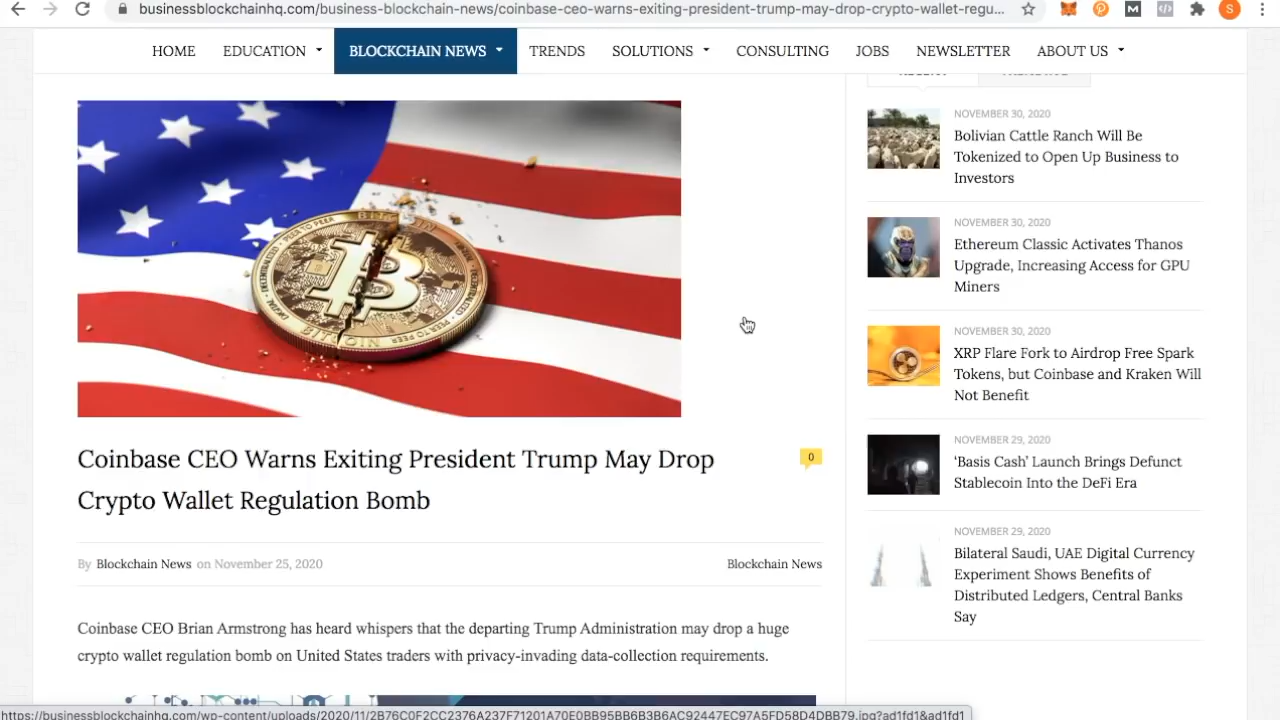 businessblockchainhq.com/business-blockchain-news/coinbase-ceo-warns-exiting-president-trump-may-drop-crypto-wallet-regu...
S
HOME EDUCATION BLOCKCHAIN NEWS TRENDS SOLUTIONS CONSULTING JOBS NEWSLETTER ABOUT US
BITCOIN
Coinbase CEO Warns Exiting President Trump May Drop
Crypto Wallet Regulation Bomb
0
By Blockchain News on November 25, 2020
Blockchain News
Coinbase CEO Brian Armstrong has heard whispers that the departing Trump Administration may drop a huge
crypto wallet regulation bomb on United States traders with privacy-invading data-collection requirements.
RECENT TRENDING
NOVEMBER 30, 2020
Bolivian Cattle Ranch Will Be
Tokenized to Open Up Business to
Investors
NOVEMBER 30, 2020
Ethereum Classic Activates Thanos
Upgrade, Increasing Access for GPU
Miners
NOVEMBER 30, 2020
XRP Flare Fork to Airdrop Free Spark
Tokens, but Coinbase and Kraken Will
Not Benefit
NOVEMBER 29, 2020
‘Basis Cash’ Launch Brings Defunct
Stablecoin Into the DeFi Era
NOVEMBER 29, 2020
Bilateral Saudi, UAE Digital Currency
Experiment Shows Benefits of
Distributed Ledgers, Central Banks
Say
https://businessblockchainhq.com/wp-content/uploads/2020/11/2B76C0F2CC2376A237F71201A70E0BB95BB6B3B6AC92447EC97A5FD58D4DBB79.jpg?ad1fd1&ad1fd1